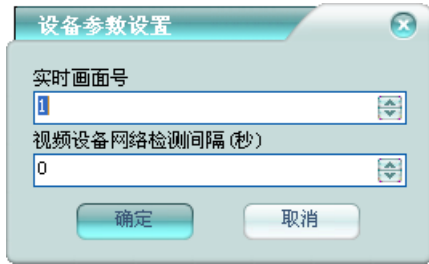 设备参数设置
实时画面号
1
视频设备网络检测间隔(秒)
0
确定 取消